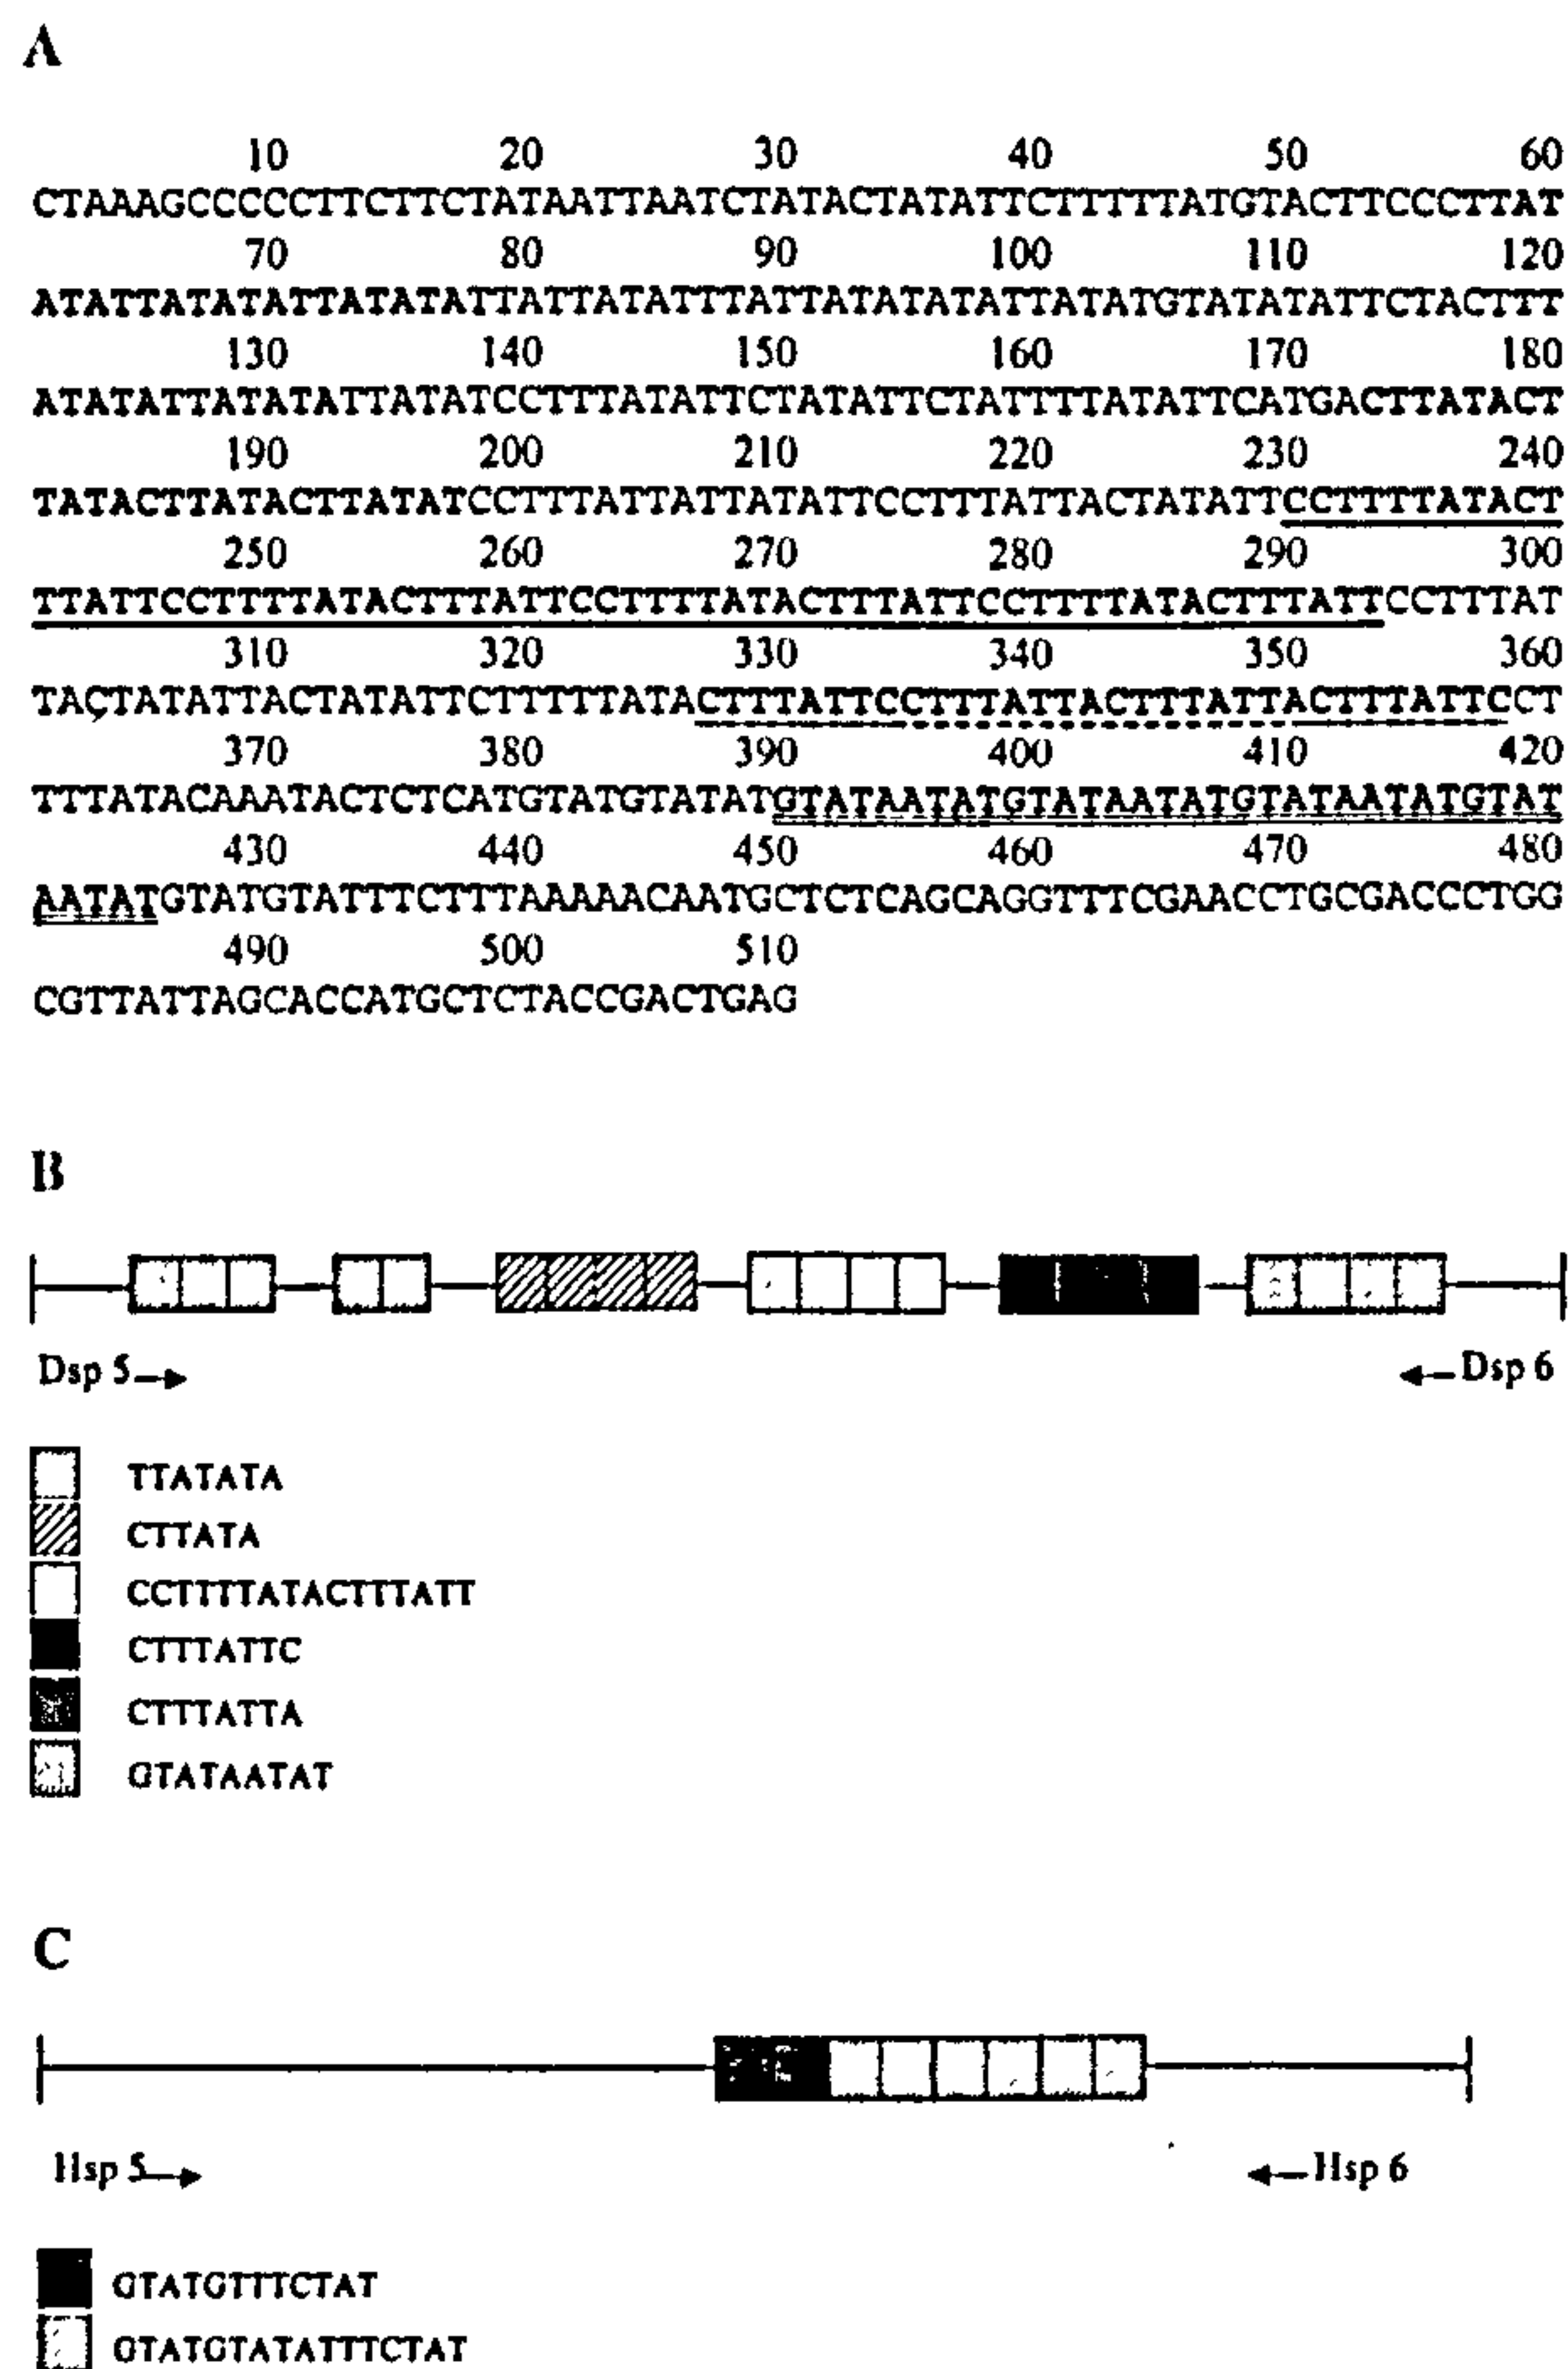 A
10 20 30 40 50 60
CTAAAGCCCCCTTCTTCTATAATTAATCTATACTATATTCTTTTTATGTACTTCCCTTAT
70 80 90 100 110 120
ATATTATATATTATATATTATTATATTTATTATATATATTATATGTATATATTCTACTTT
130 140 150 160 170 180
ATATATTATATATTATATCCTTTATATTCTATATTCTATTTTATATTCATGACTTATACT
190 200 210 220 230 240
TATACTTATACTTATATCCTTTATTATTATATTCCTTTATTACTATATTCCTTTTATACT
250 260 270 280 290 300
TTATTCCTTTTATACTTTATTCCTTTTATACTTTATTCCTTTTATACTTTATTCCTTTAT
310 320 330 340 350 360
TACTATATTACTATATTCTTTTTATACTTTATTCCTTTATTACTTTATTACTTTATTCCT
370 380 390 400 410 420
TTTATACAAATACTCTCATGTATGTATATGTATAATATGTATAATATGTATAATATGTAT
430 440 450 460 470 480
AATATGTATGTATTTCTTTAAAAACAATGCTCTCAGCAGGTTTCGAACCTGCGACCCTGG
490 500 510
CGTTATTAGCACCATGCTCTACCGACTGAG
B
Dsp 5 Dsp 6
TTATATA
CTTATA
CCTTTTATACTTTATT
CTTTATTC
CTTTATTA
GTATAATAT
C
Hsp 5 Hsp 6
GTATGTTTCTAT
GTATGTATATTTCTAT